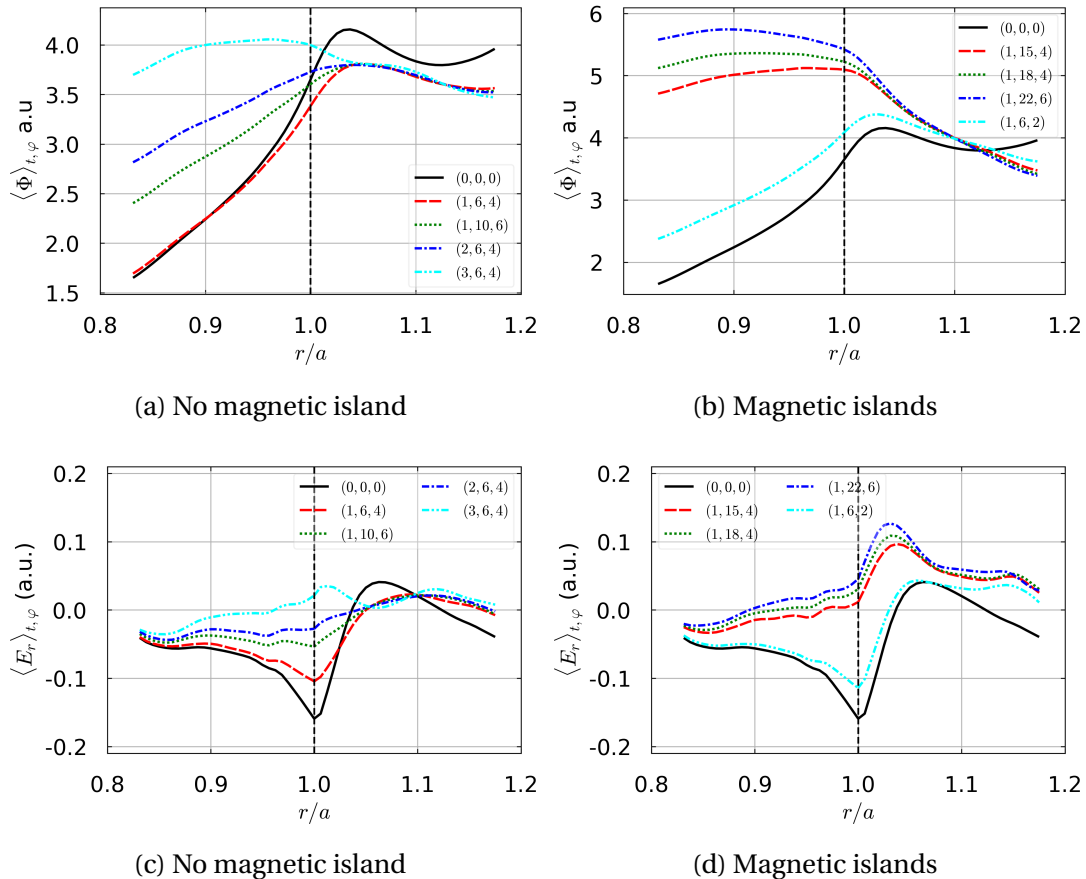 ⟨Φ⟩t,φ a.u
4.0
3.5
3.0
2.5
2.0
1.5
(0, 0, 0)
(1, 6, 4)
(1, 10, 6)
(2, 6, 4)
(3, 6, 4)
0.8 0.9 1.0 1.1 1.2
r/a
(a) No magnetic island
⟨Φ⟩t,φ a.u
6
5
4
3
2
(0, 0, 0)
(1, 15, 4)
(1, 18, 4)
(1, 22, 6)
(1, 6, 2)
0.8 0.9 1.0 1.1 1.2
r/a
(b) Magnetic islands
⟨Er⟩t,φ (a.u.)
0.2
0.1
0.0
-0.1
-0.2
(0, 0, 0)
(1, 6, 4)
(1, 10, 6)
(2, 6, 4)
(3, 6, 4)
0.8 0.9 1.0 1.1 1.2
r/a
(c) No magnetic island
⟨Er⟩t,φ (a.u.)
0.2
0.1
0.0
-0.1
-0.2
(0, 0, 0)
(1, 15, 4)
(1, 18, 4)
(1, 22, 6)
(1, 6, 2)
0.8 0.9 1.0 1.1 1.2
r/a
(d) Magnetic islands